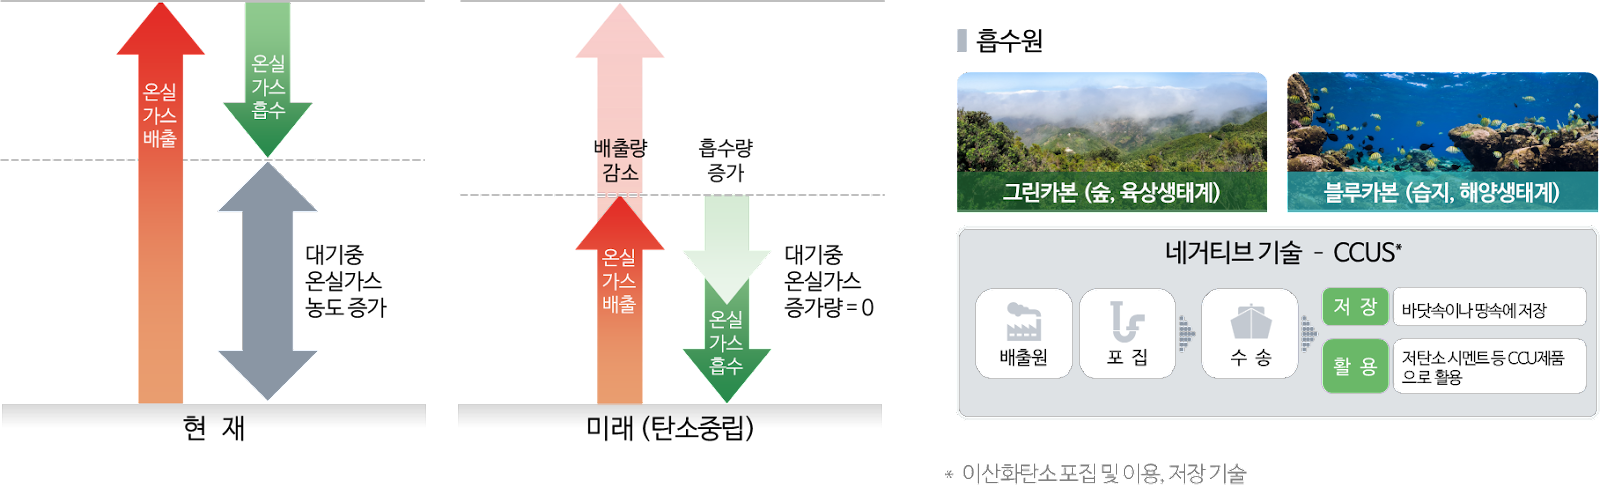 온실
가스
배출
온실
가스
흡수
대기중
온실가스
농도 증가
현 재
배출량
감소
흡수량
증가
온실
가스
배출
온실
가스
흡수
대기중
온실가스
증가량 = 0
미래 (탄소중립)
흡수원
그린카본 (숲, 육상생태계)
블루카본 (습지, 해양생태계)
네거티브 기술 - CCUS*
배출원
포 집
수 송
저 장
바닷속이나 땅속에 저장
활 용
저탄소 시멘트 등 CCU제품
으로 활용
* 이산화탄소 포집 및 이용, 저장 기술